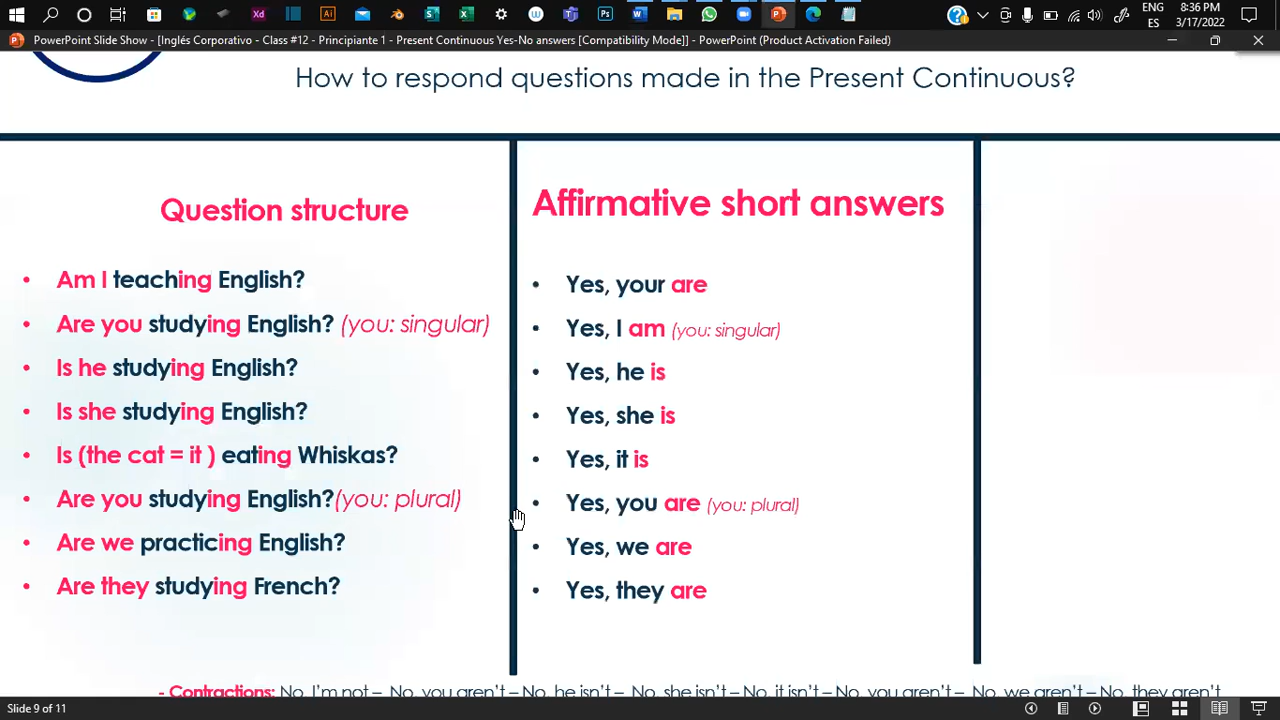 ENG
8:36 PM
ES
3/17/2022
PowerPoint Slide Show - [Inglés Corporativo - Class #12 - Principiante 1 - Present Continuous Yes-No answers [Compatibility Mode]] - PowerPoint (Product Activation Failed)
How to respond questions made in the Present Continuous?
Question structure
• Am I teaching English?
• Are you studying English? (you: singular)
• Is he studying English?
• Is she studying English?
• Is (the cat = it ) eating Whiskas?
• Are you studying English?(you: plural)
• Are we practicing English?
• Are they studying French?
Affirmative short answers
• Yes, your are
• Yes, I am (you: singular)
• Yes, he is
• Yes, she is
• Yes, it is
• Yes, you are (you: plural)
• Yes, we are
• Yes, they are
- Contractions: No, I'm not – No, you aren't – No, he isn't – No, she isn't – No, it isn't – No, you aren't – No, we aren't – No, they aren't
Slide 9 of 11